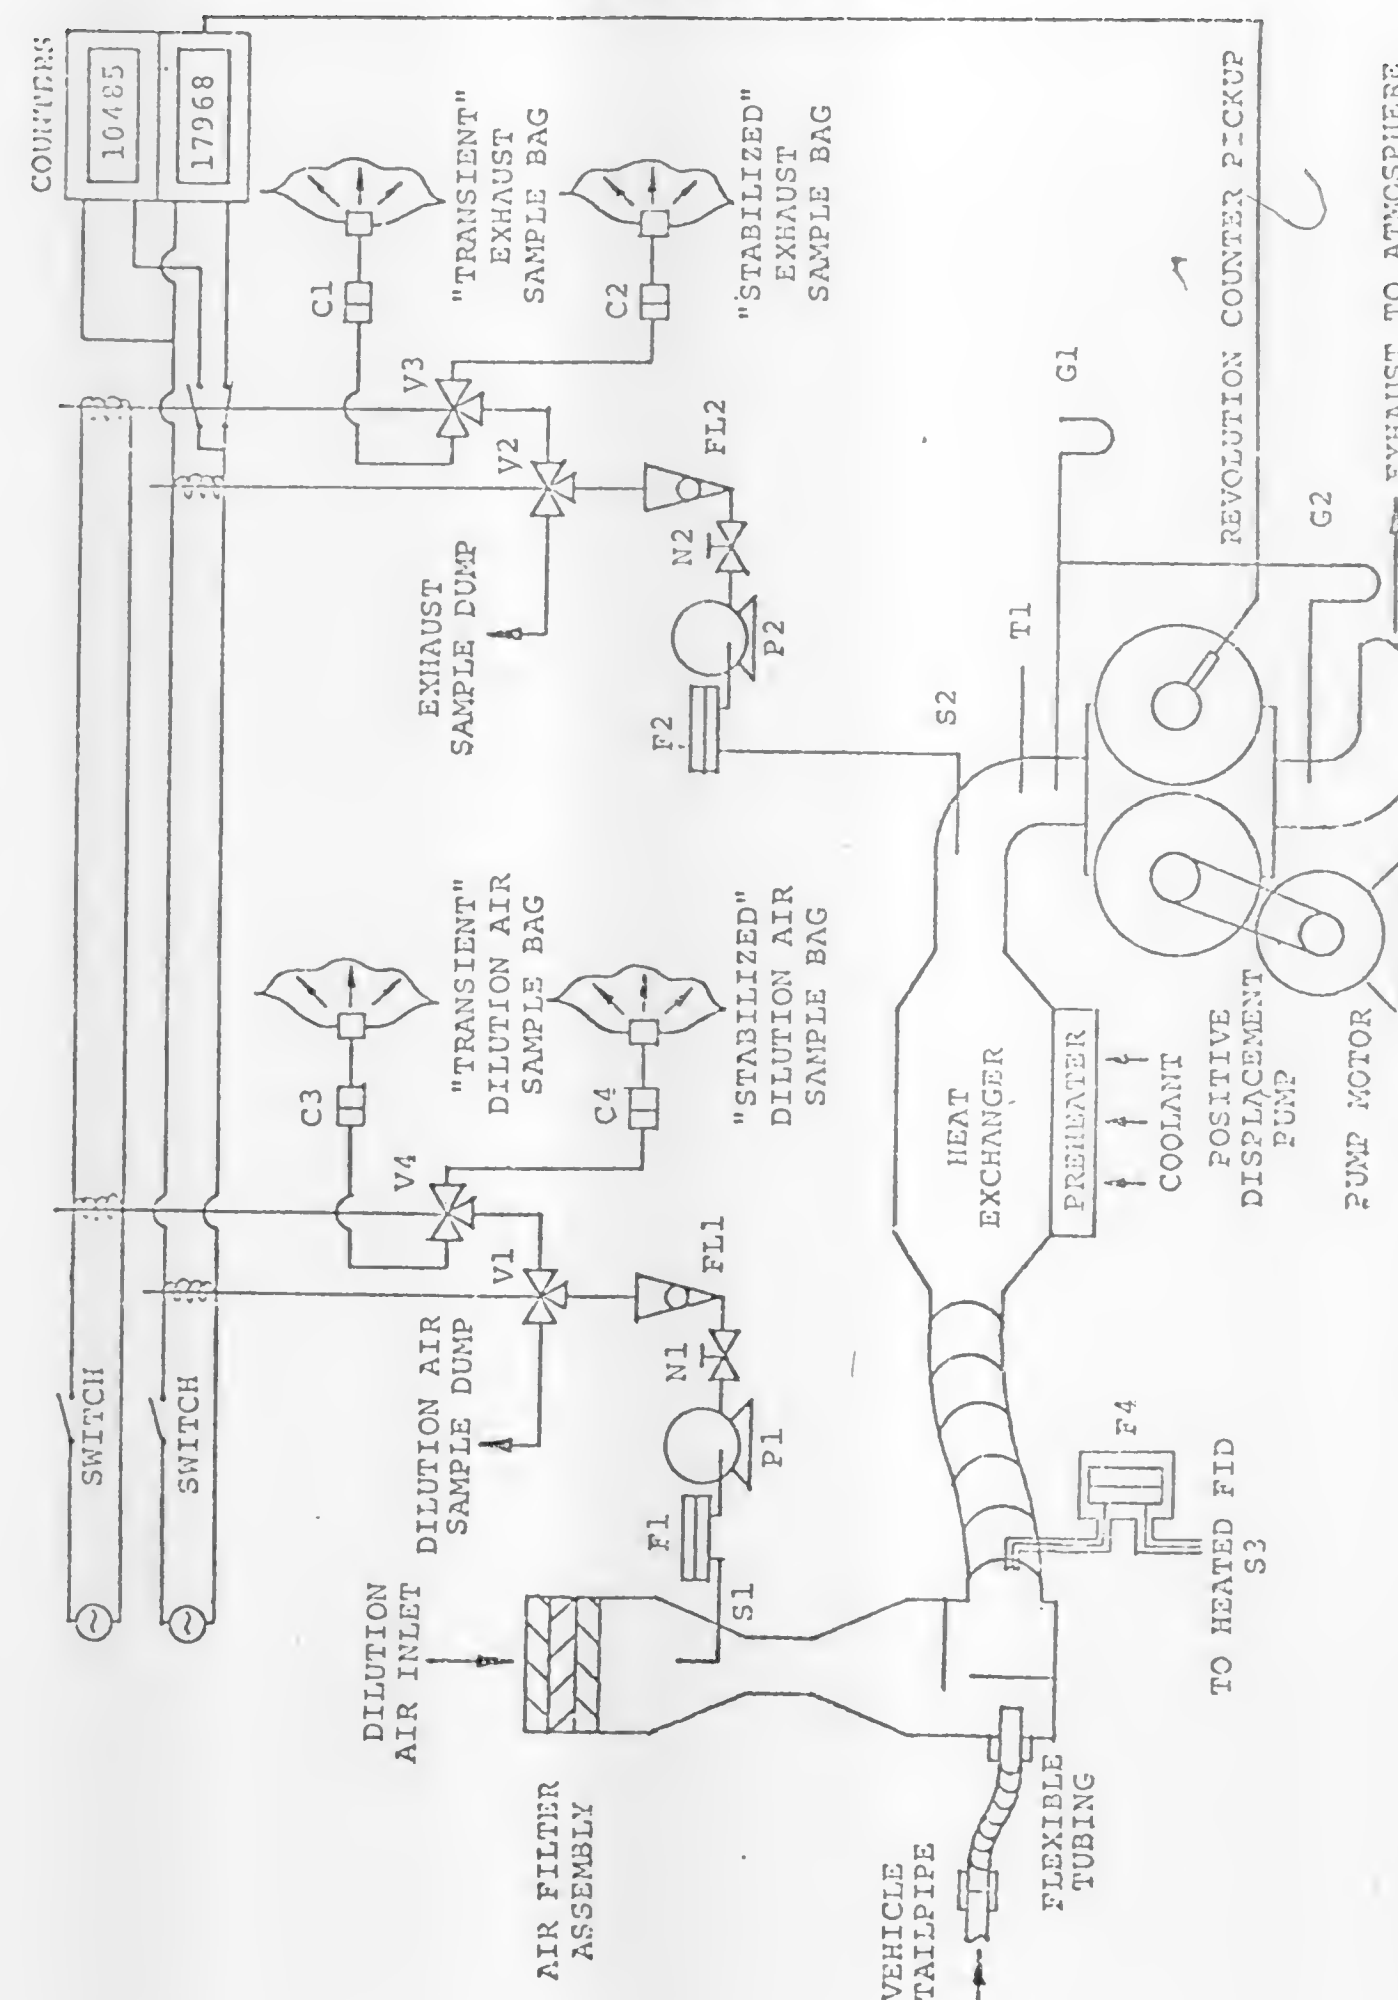 COUNTERS
10485
17968
"TRANSIENT"
EXHAUST
SAMPLE BAG
"STABILIZED"
EXHAUST
SAMPLE BAG
C1
C2
V3
V2
FL2
N2
P2
F2
EXHAUST
SAMPLE DUMP
S2
T1
G1
G2
REVOLUTION COUNTER PICKUP
EXHAUST TO ATMOSPHERE
"TRANSIENT"
DILUTION AIR
SAMPLE BAG
"STABILIZED"
DILUTION AIR
SAMPLE BAG
C3
C4
V4
V1
FL1
N1
P1
F1
S1
SWITCH
SWITCH
DILUTION AIR
SAMPLE DUMP
DILUTION
AIR INLET
AIR FILTER
ASSEMBLY
HEAT
EXCHANGER
PREHEATER
COOLANT
POSITIVE
DISPLACEMENT
PUMP
PUMP MOTOR
F4
TO HEATED FID
S3
VEHICLE
TAILPIPE
FLEXIBLE
TUBING